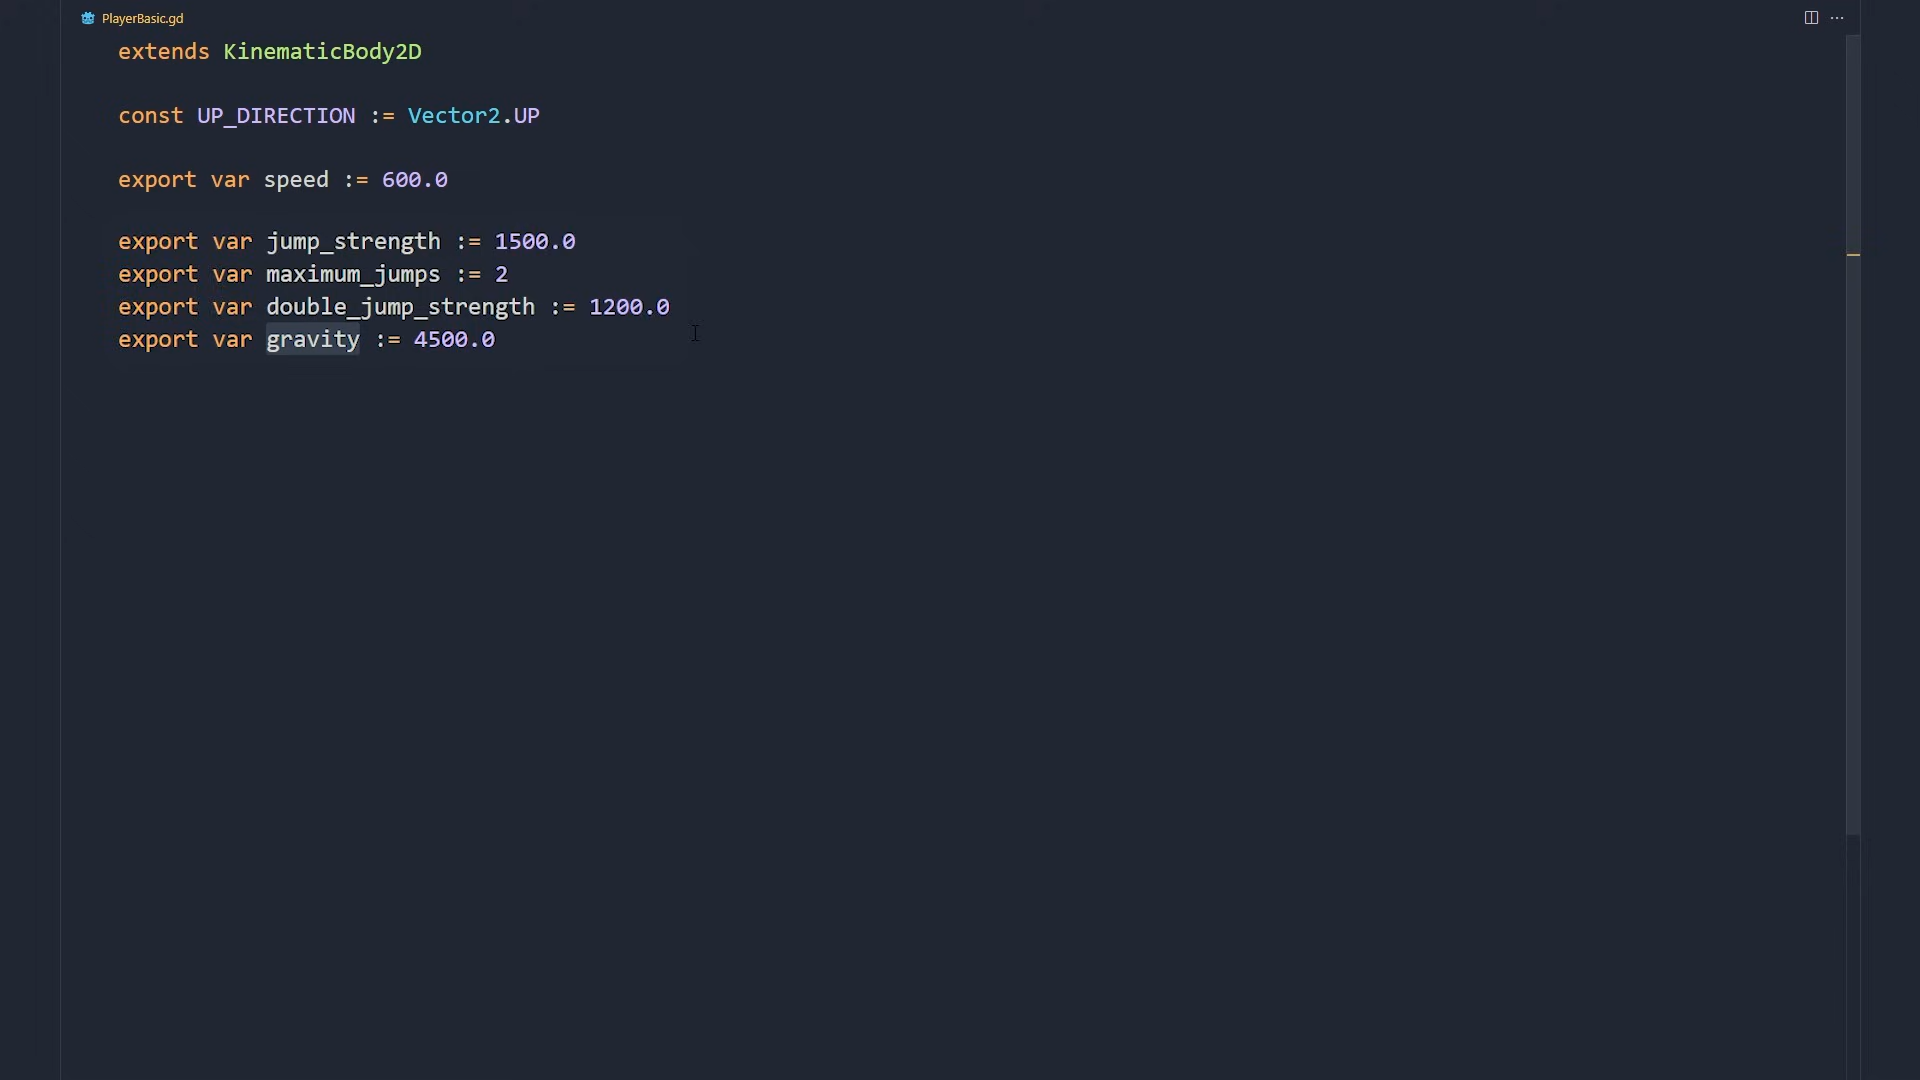 PlayerBasic.gd
extends KinematicBody2D
const UP_DIRECTION := Vector2.UP
export var speed := 600.0
export var jump_strength := 1500.0
export var maximum_jumps := 2
export var double_jump_strength := 1200.0
export var gravity := 4500.0